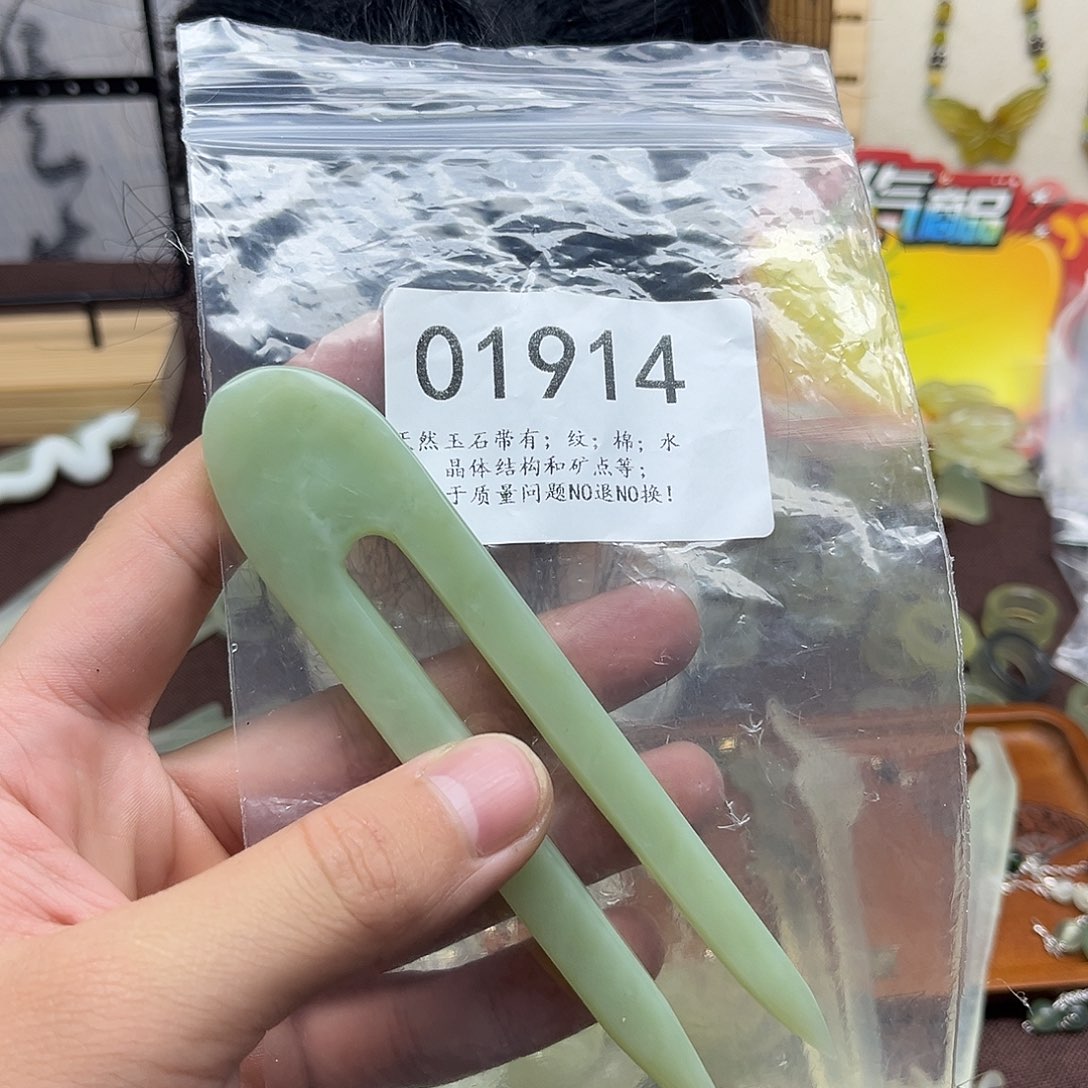 01914
天然玉石带有；纹；棉；水
晶体结构和矿点等；
于质量问题NO退NO换！